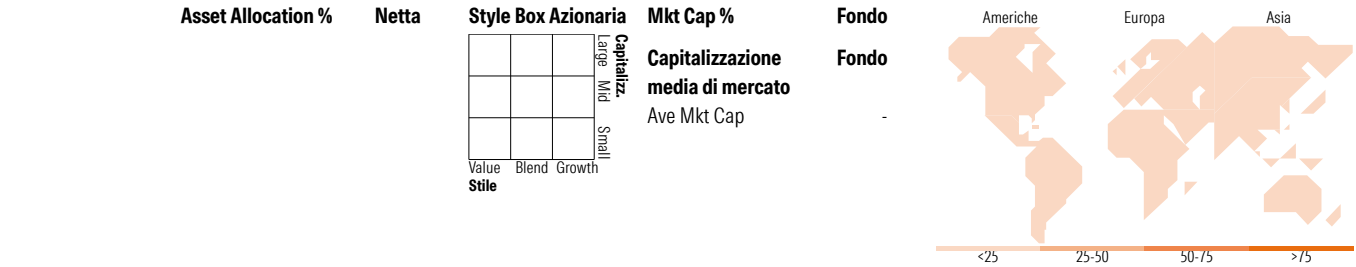 Asset Allocation % Netta
Style Box Azionaria
Capitalizz.
Large Mid Small
Value Blend Growth
Stile
Mkt Cap % Fondo
Capitalizzazione Fondo
media di mercato
Ave Mkt Cap -
Americhe Europa Asia
<25 25-50 50-75 >75